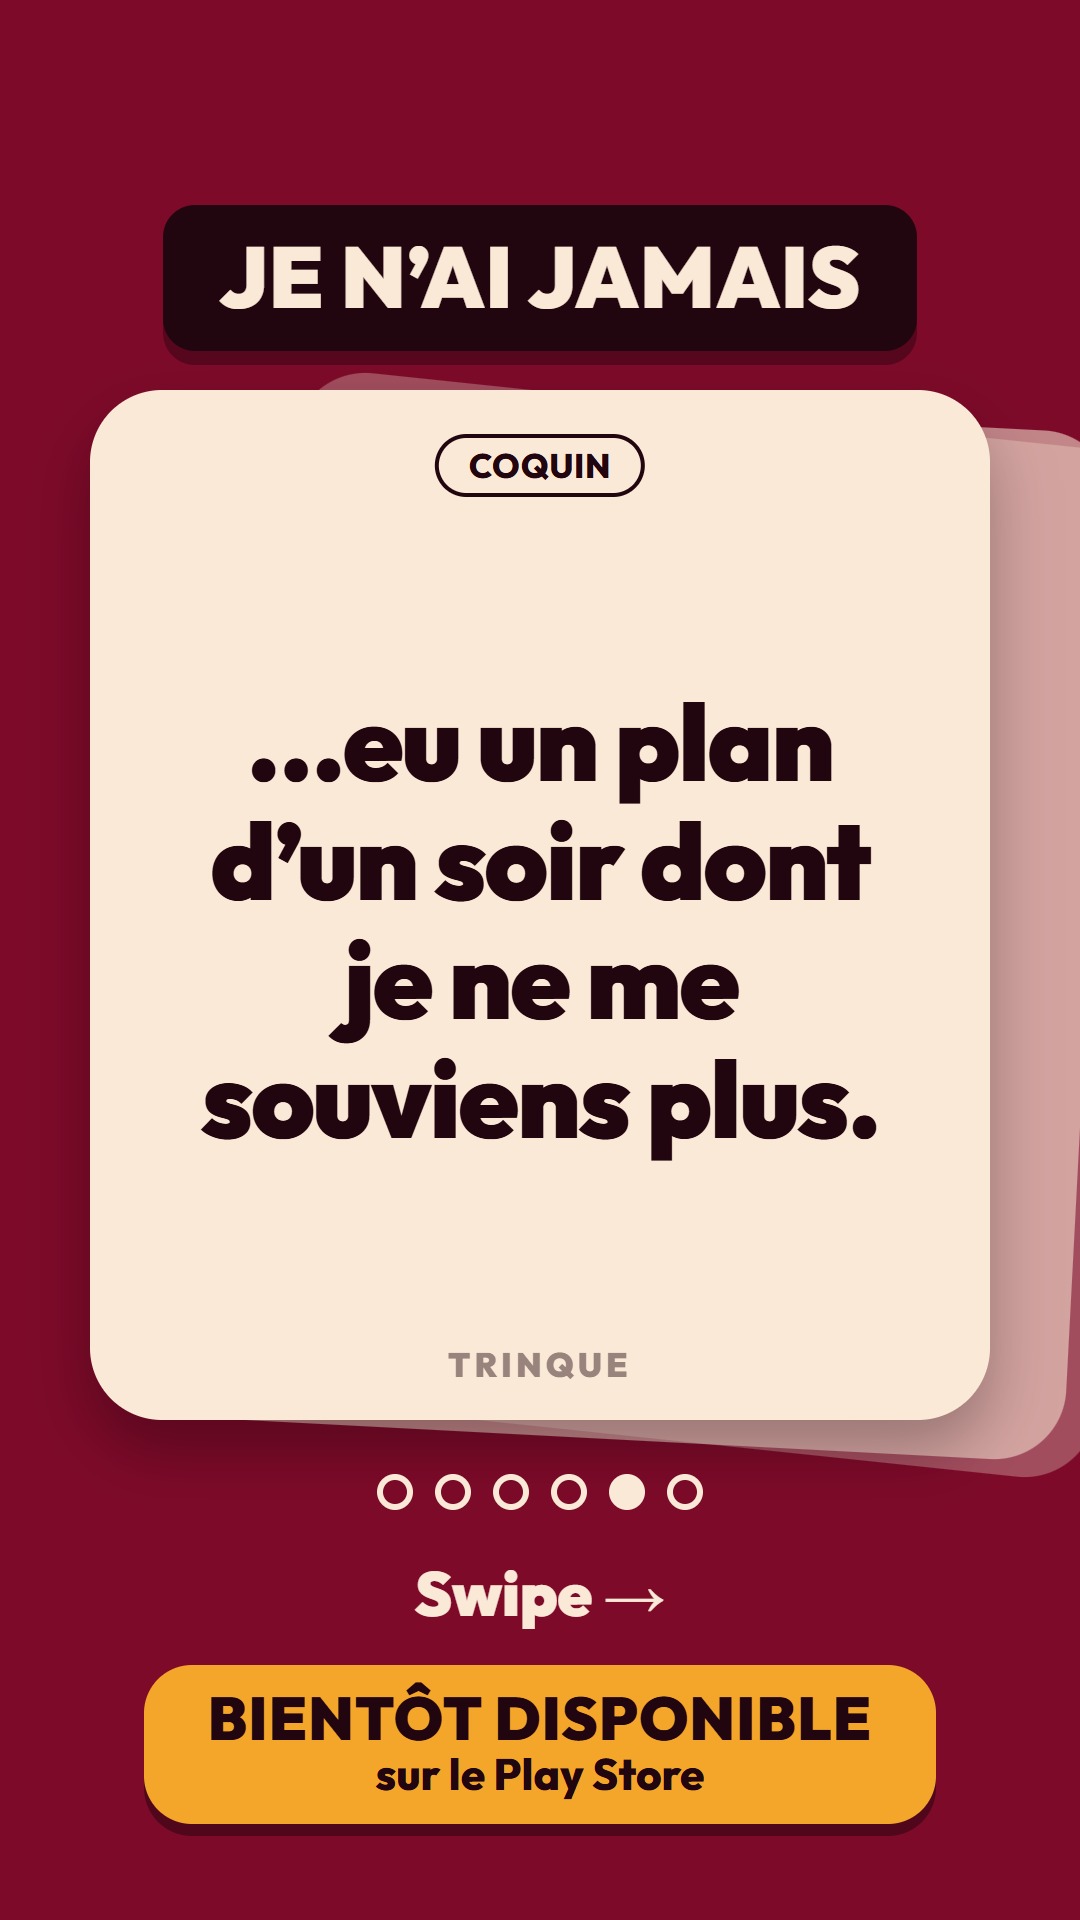 JE N’AI JAMAIS
COQUIN
...eu un plan
d’un soir dont
je ne me
souviens plus.
TRINQUE
Swipe →
BIENTÔT DISPONIBLE
sur le Play Store